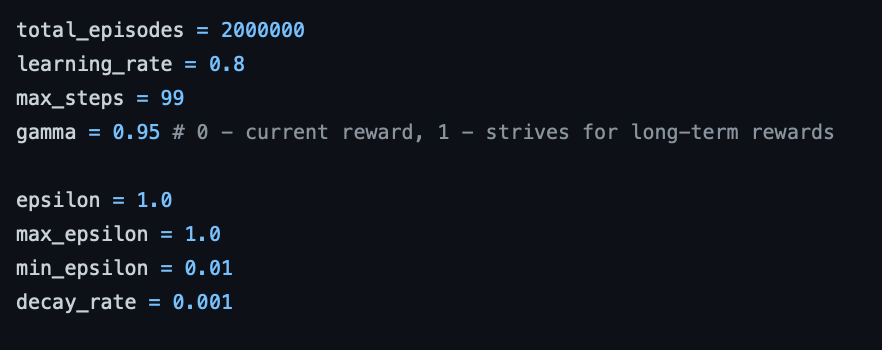 total_episodes = 2000000
learning_rate = 0.8
max_steps = 99
gamma = 0.95 # 0 - current reward, 1 - strives for long-term rewards
epsilon = 1.0
max_epsilon = 1.0
min_epsilon = 0.01
decay_rate = 0.001